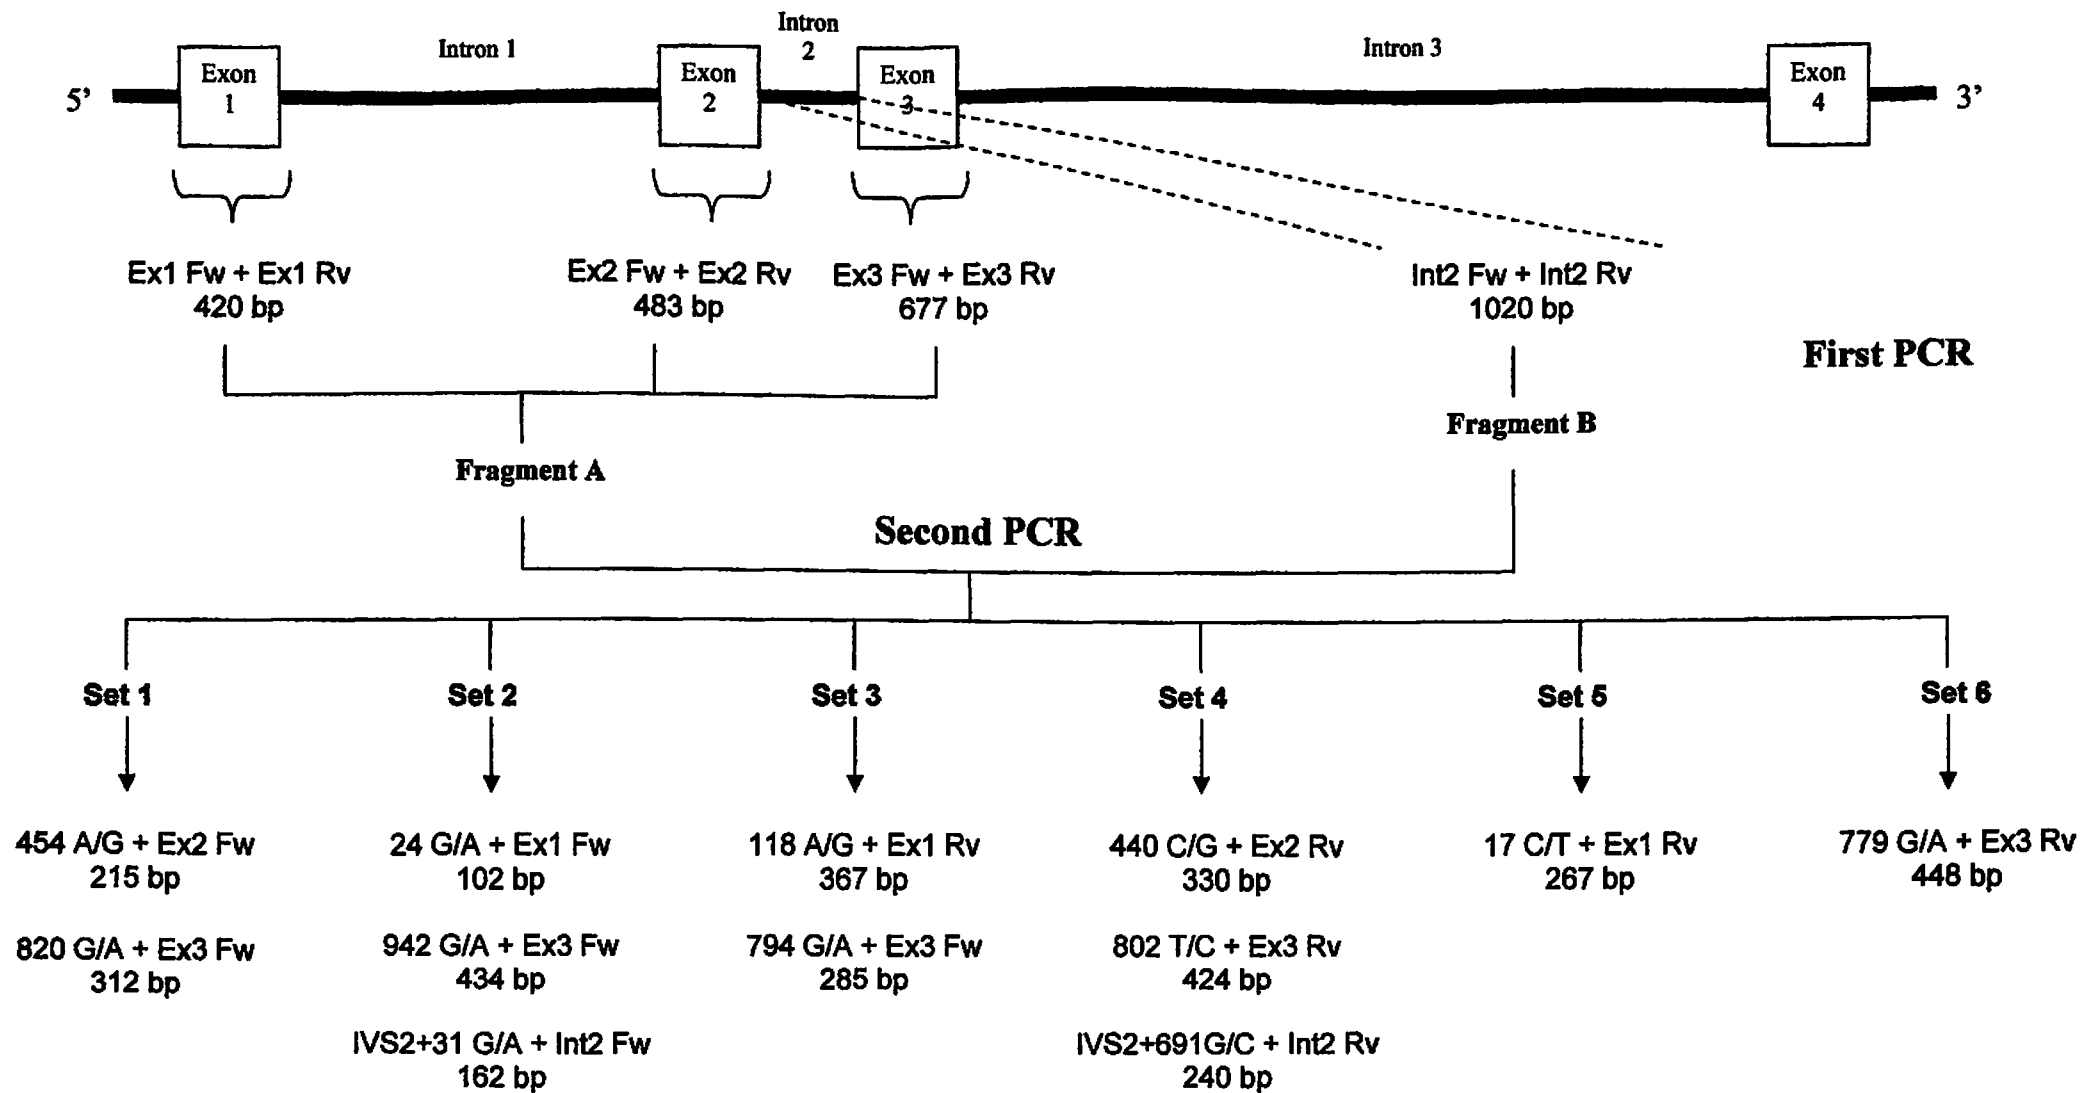 Intron
2
Intron 1
Intron 3
5’
Exon
1
Exon
2
Exon
3
Exon
4
3’
Ex1 Fw + Ex1 Rv
420 bp
Ex2 Fw + Ex2 Rv
483 bp
Ex3 Fw + Ex3 Rv
677 bp
Int2 Fw + Int2 Rv
1020 bp
First PCR
Fragment A
Fragment B
Second PCR
Set 1
Set 2
Set 3
Set 4
Set 5
Set 6
454 A/G + Ex2 Fw
215 bp
24 G/A + Ex1 Fw
102 bp
118 A/G + Ex1 Rv
367 bp
440 C/G + Ex2 Rv
330 bp
17 C/T + Ex1 Rv
267 bp
779 G/A + Ex3 Rv
448 bp
820 G/A + Ex3 Fw
312 bp
942 G/A + Ex3 Fw
434 bp
794 G/A + Ex3 Fw
285 bp
802 T/C + Ex3 Rv
424 bp
IVS2+31 G/A + Int2 Fw
162 bp
IVS2+691G/C + Int2 Rv
240 bp